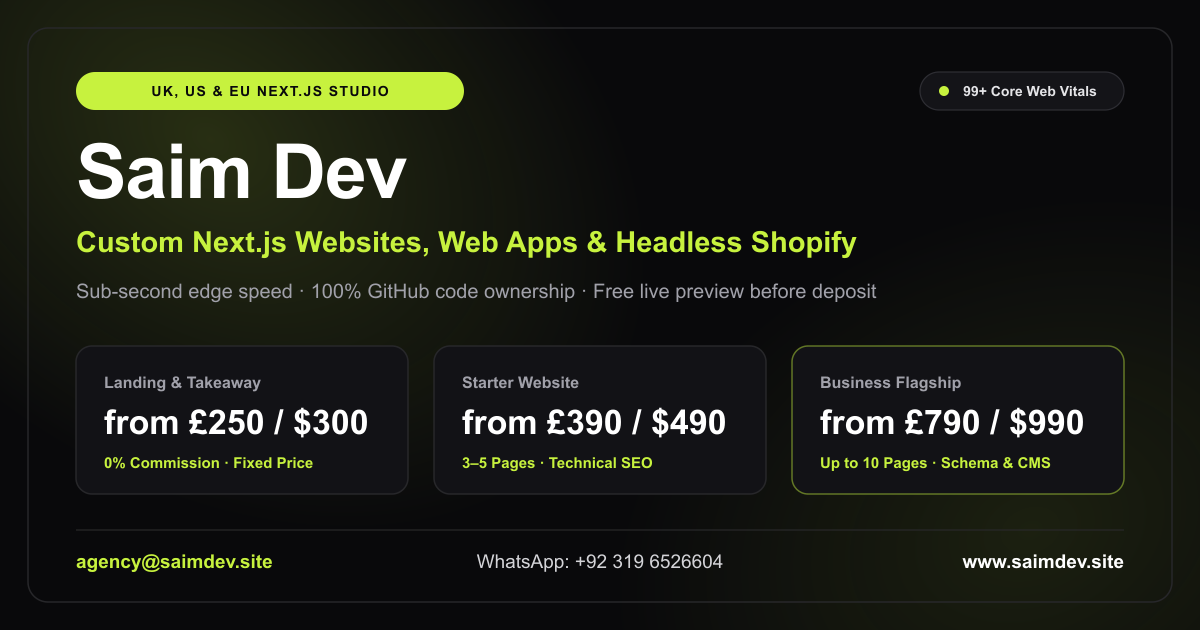 UK, US & EU NEXT.JS STUDIO
99+ Core Web Vitals
Saim Dev
Custom Next.js Websites, Web Apps & Headless Shopify
Sub-second edge speed · 100% GitHub code ownership · Free live preview before deposit
Landing & Takeaway
from £250 / $300
0% Commission · Fixed Price
Starter Website
from £390 / $490
3–5 Pages · Technical SEO
Business Flagship
from £790 / $990
Up to 10 Pages · Schema & CMS
agency@saimdev.site
WhatsApp: +92 319 6526604
www.saimdev.site